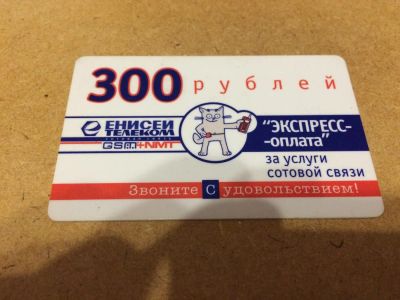 300 рублей
ЕНИСЕЙ
ТЕЛЕКОМ
GSM+NMT
"ЭКСПРЕСС-
-оплата"
за услуги
сотовой связи
Звоните С удовольствием!